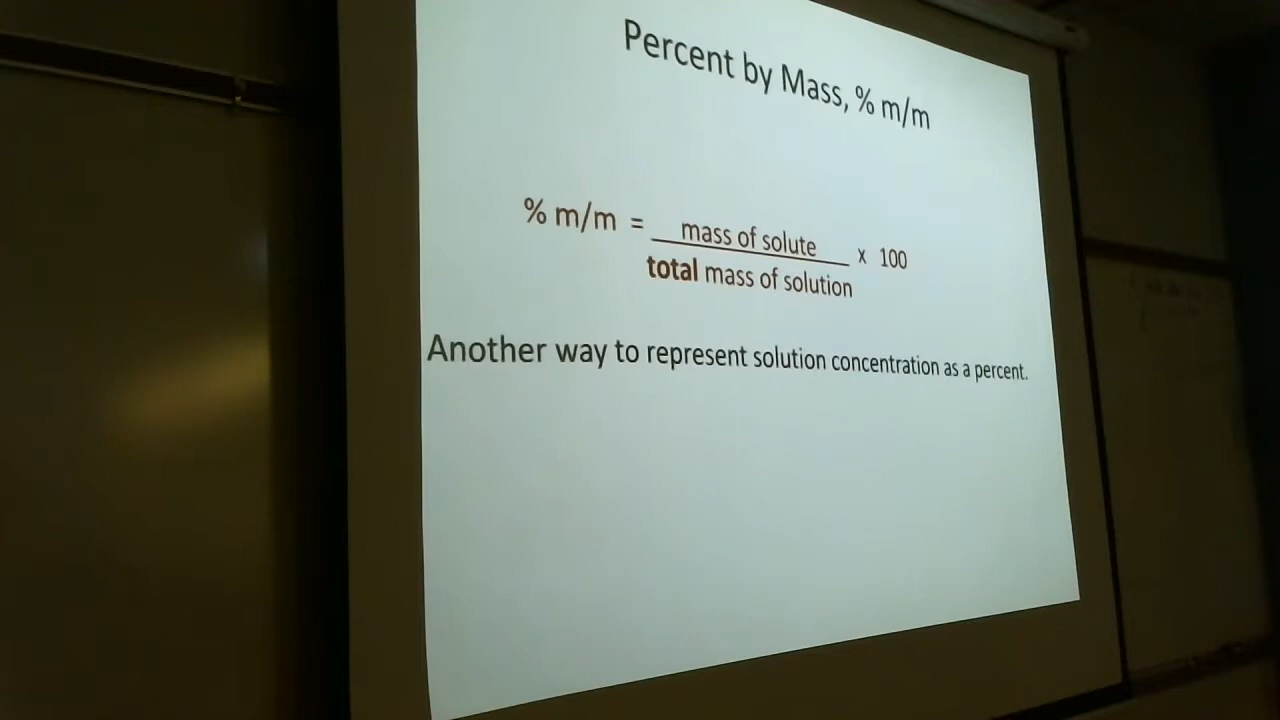 Percent by Mass, % m/m
% m/m = mass of solute x 100
total mass of solution
Another way to represent solution concentration as a percent.